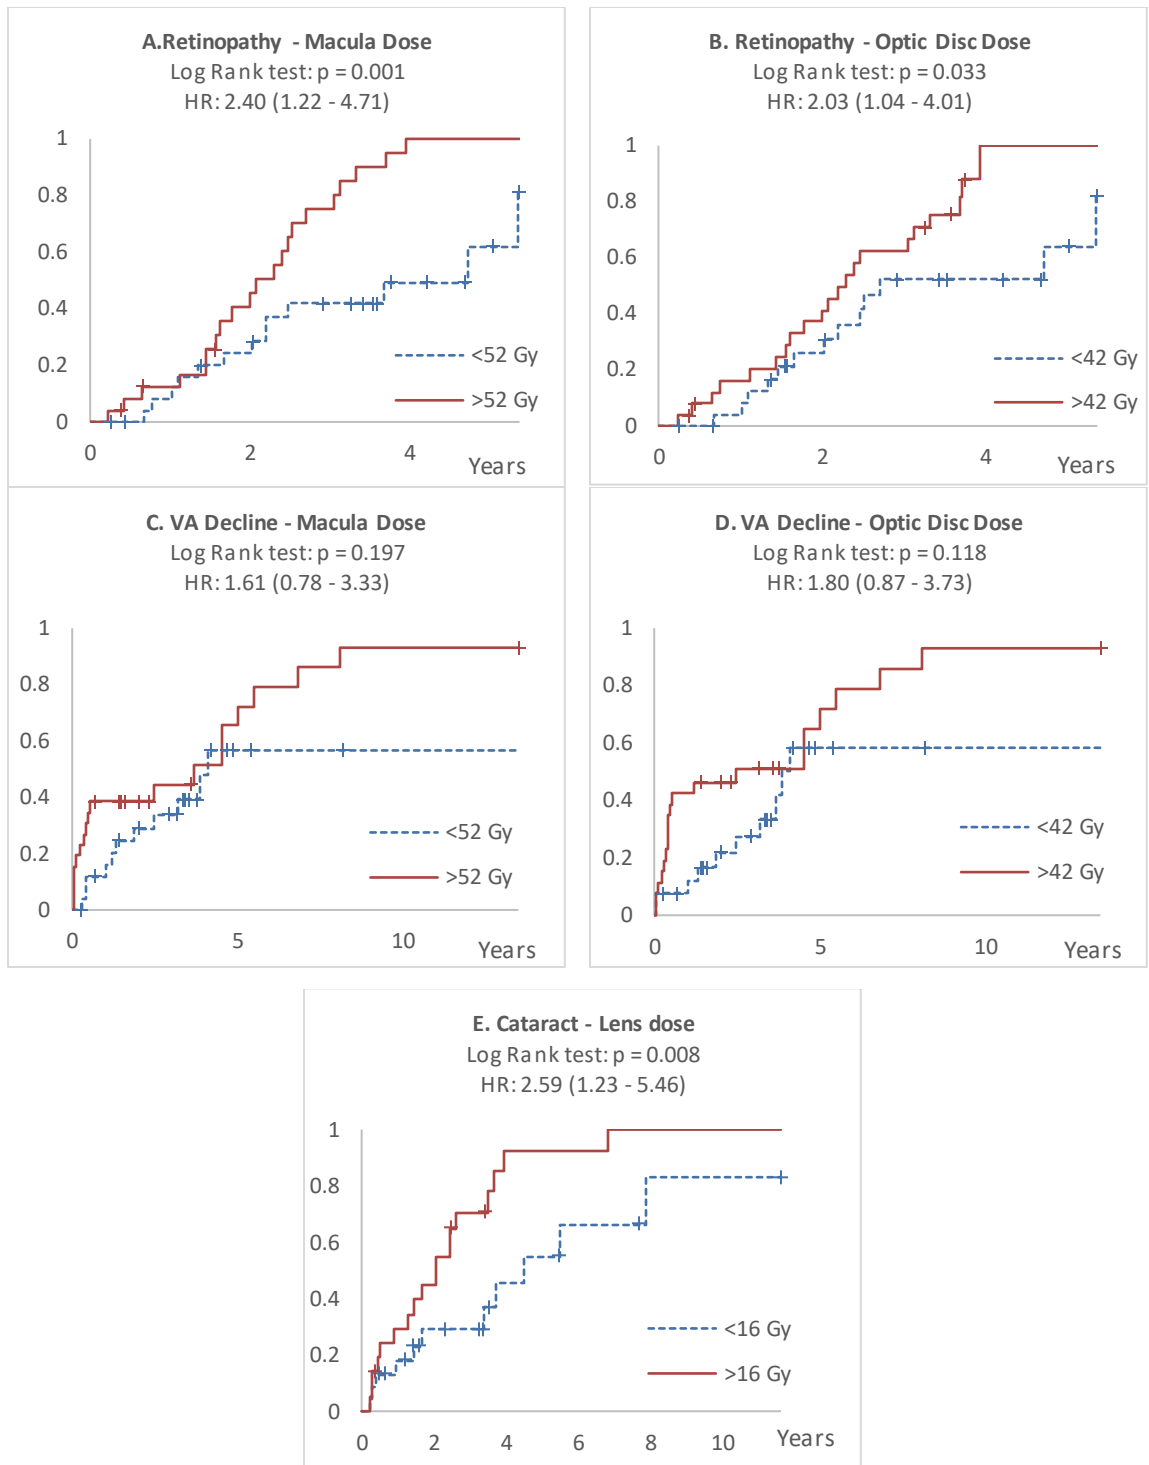 A.Retinopathy - Macula Dose
Log Rank test: p = 0.001
HR: 2.40 (1.22 - 4.71)
1
0.8
0.6
0.4
0.2
0
<52 Gy
>52 Gy
0 2 4
Years
B. Retinopathy - Optic Disc Dose
Log Rank test: p = 0.033
HR: 2.03 (1.04 - 4.01)
1
0.8
0.6
0.4
0.2
0
<42 Gy
>42 Gy
0 2 4
Years
C. VA Decline - Macula Dose
Log Rank test: p = 0.197
HR: 1.61 (0.78 - 3.33)
1
0.8
0.6
0.4
0.2
0
<52 Gy
>52 Gy
0 5 10
Years
D. VA Decline - Optic Disc Dose
Log Rank test: p = 0.118
HR: 1.80 (0.87 - 3.73)
1
0.8
0.6
0.4
0.2
0
<42 Gy
>42 Gy
0 5 10
Years
E. Cataract - Lens dose
Log Rank test: p = 0.008
HR: 2.59 (1.23 - 5.46)
1
0.8
0.6
0.4
0.2
0
<16 Gy
>16 Gy
0 2 4 6 8 10
Years